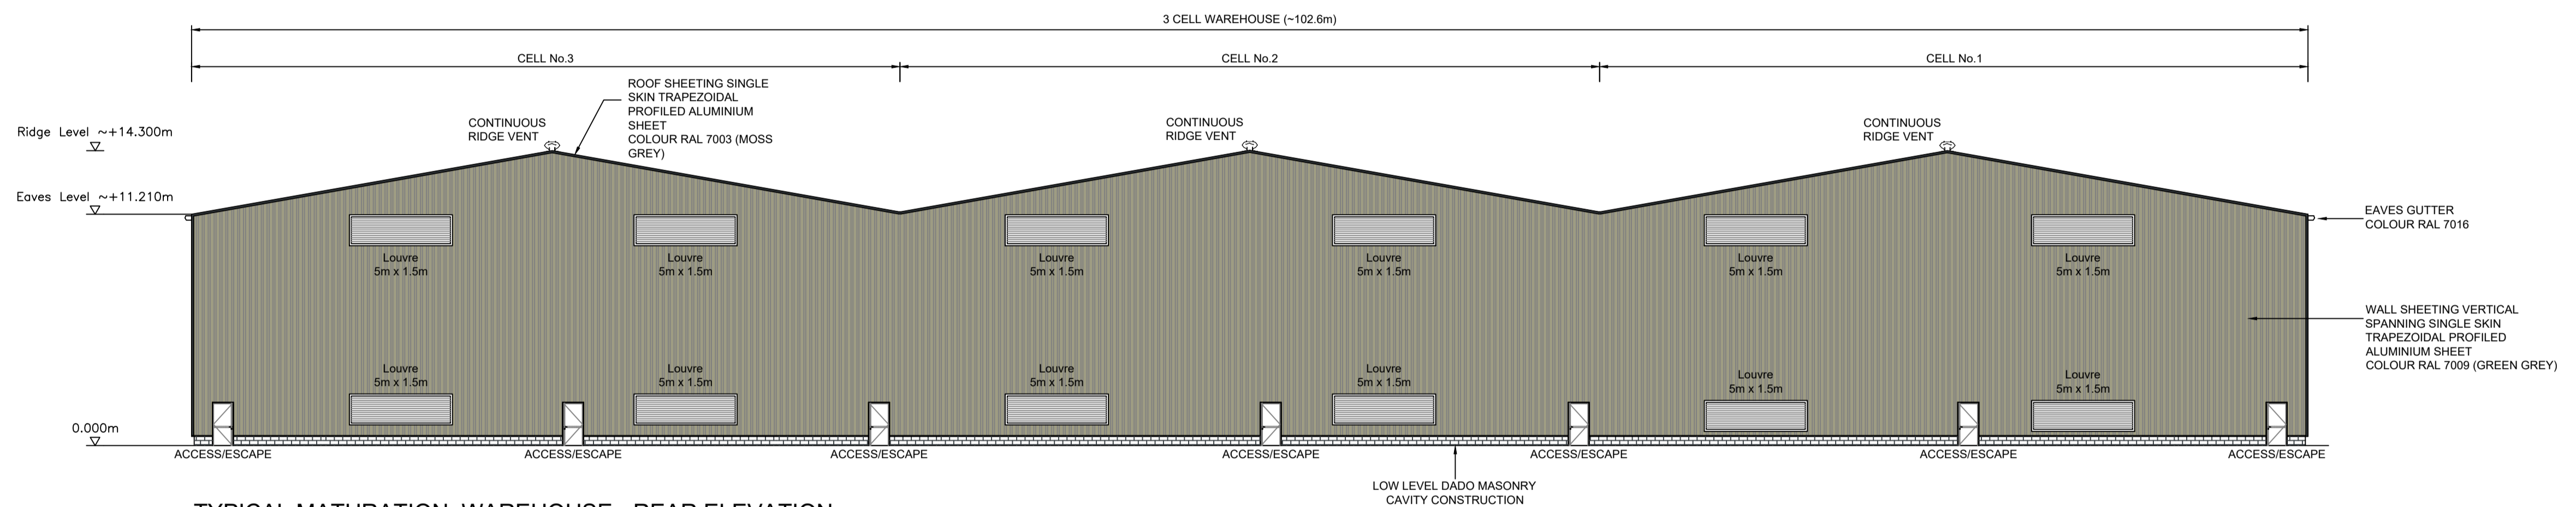 3 CELL WAREHOUSE (~102.6m)
CELL No.3
CELL No.2
CELL No.1
ROOF SHEETING SINGLE
SKIN TRAPEZOIDAL
PROFILED ALUMINIUM
SHEET
COLOUR RAL 7003 (MOSS
GREY)
CONTINUOUS
RIDGE VENT
CONTINUOUS
RIDGE VENT
CONTINUOUS
RIDGE VENT
Ridge Level ~+14.300m
Eaves Level ~+11.210m
EAVES GUTTER
COLOUR RAL 7016
Louvre
5m x 1.5m
Louvre
5m x 1.5m
Louvre
5m x 1.5m
Louvre
5m x 1.5m
Louvre
5m x 1.5m
Louvre
5m x 1.5m
WALL SHEETING VERTICAL
SPANNING SINGLE SKIN
TRAPEZOIDAL PROFILED
ALUMINIUM SHEET
COLOUR RAL 7009 (GREEN GREY)
Louvre
5m x 1.5m
Louvre
5m x 1.5m
Louvre
5m x 1.5m
Louvre
5m x 1.5m
Louvre
5m x 1.5m
Louvre
5m x 1.5m
0.000m
ACCESS/ESCAPE
ACCESS/ESCAPE
ACCESS/ESCAPE
ACCESS/ESCAPE
ACCESS/ESCAPE
ACCESS/ESCAPE
ACCESS/ESCAPE
LOW LEVEL DADO MASONRY
CAVITY CONSTRUCTION
TYPICAL MATURATION WAREHOUSE - REAR ELEVATION